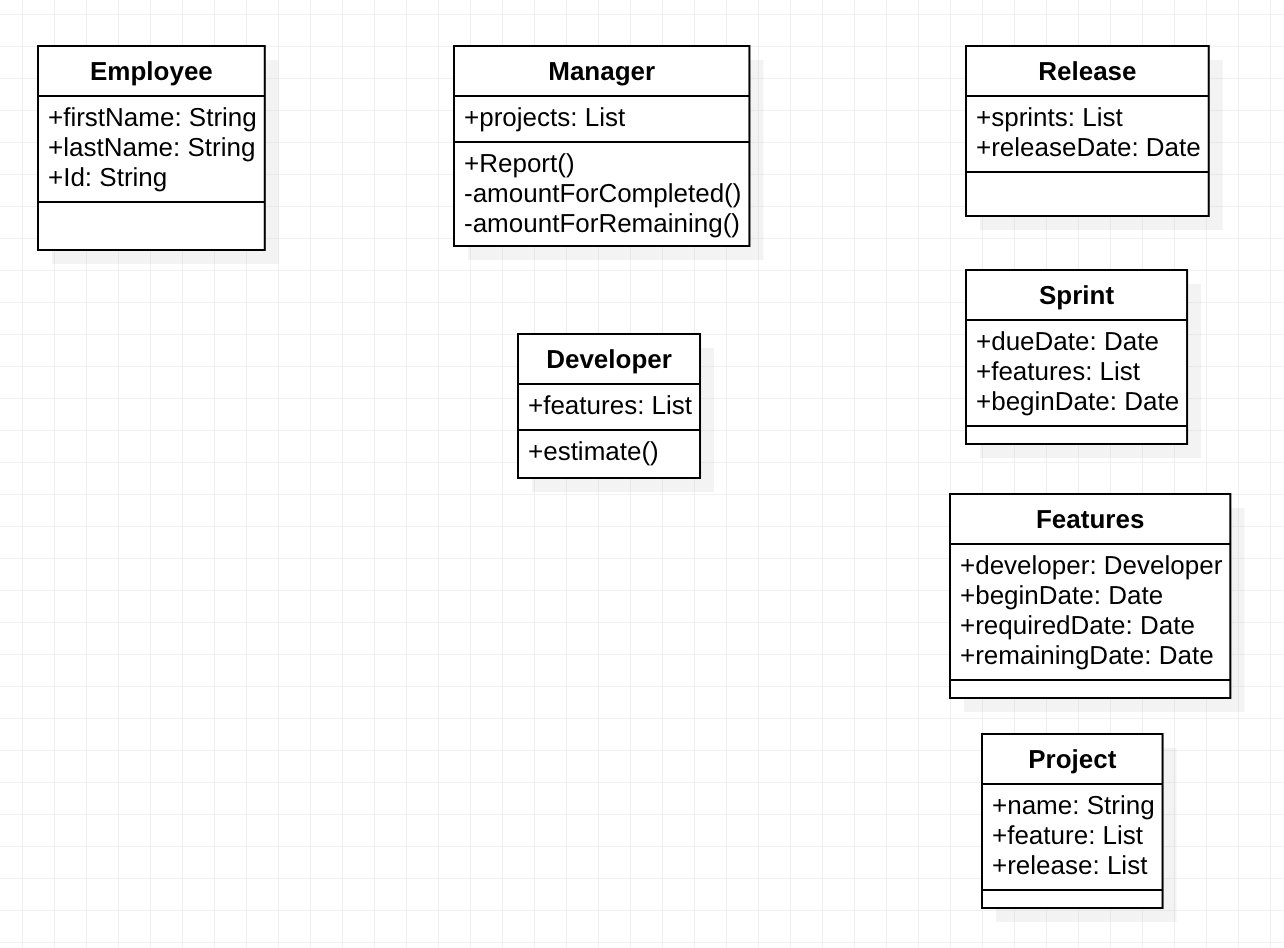 Employee
+firstName: String
+lastName: String
+Id: String
Manager
+projects: List
+Report()
-amountForCompleted()
-amountForRemaining()
Developer
+features: List
+estimate()
Release
+sprints: List
+releaseDate: Date
Sprint
+dueDate: Date
+features: List
+beginDate: Date
Features
+developer: Developer
+beginDate: Date
+requiredDate: Date
+remainingDate: Date
Project
+name: String
+feature: List
+release: List